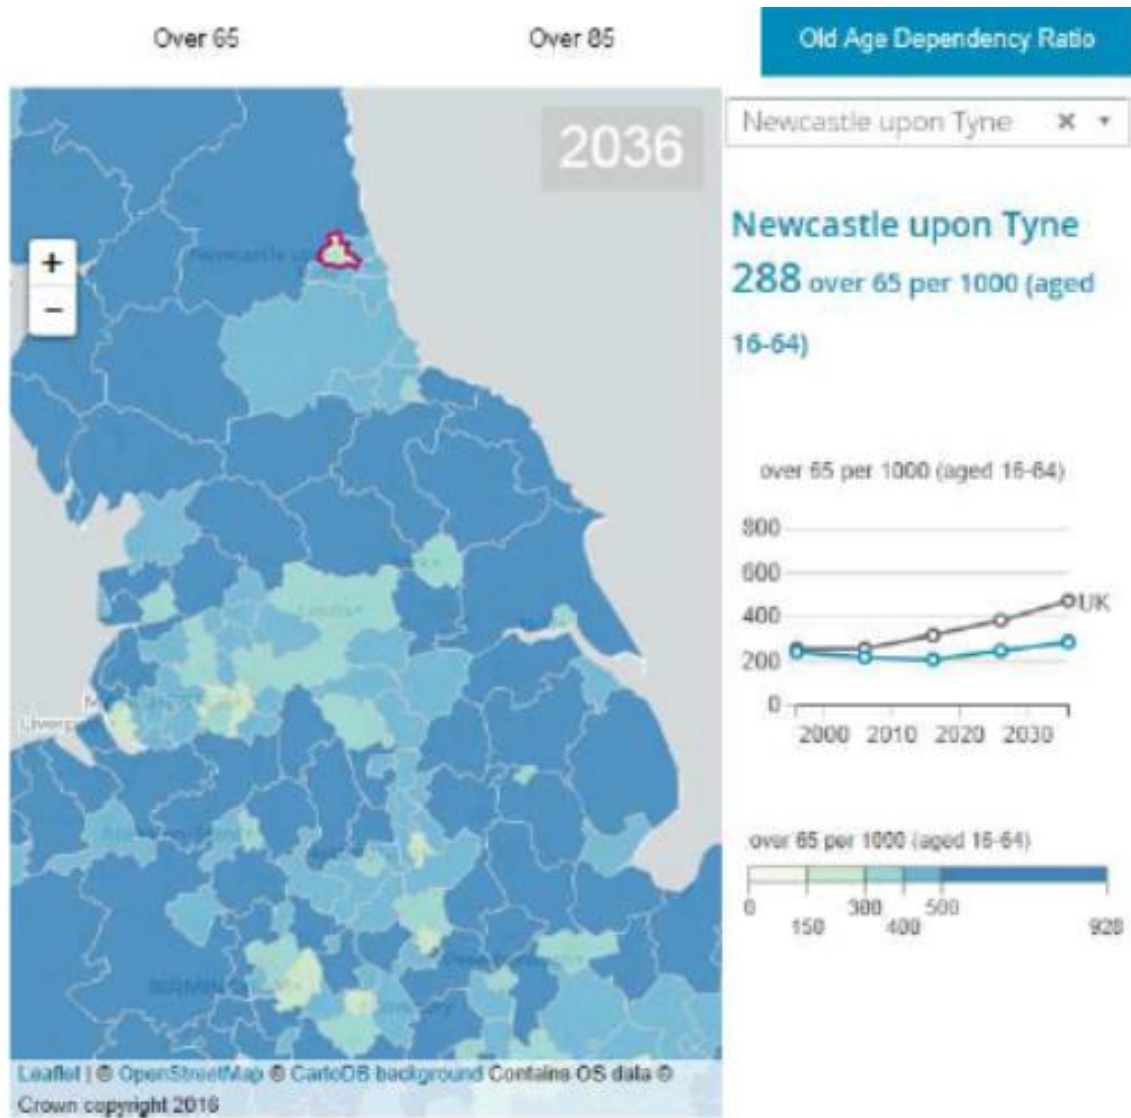 Over 65
Over 85
Old Age Dependency Ratio
2036
Newcastle upon Tyne
Newcastle upon Tyne
288 over 65 per 1000 (aged
16-64)
+
−
over 65 per 1000 (aged 16-64)
800
600
400
200
0
UK
2000 2010 2020 2030
over 65 per 1000 (aged 16-64)
0 150 300 400 500 920
Leaflet | © OpenStreetMap © CartoDB background Contains OS data ©
Crown copyright 2016